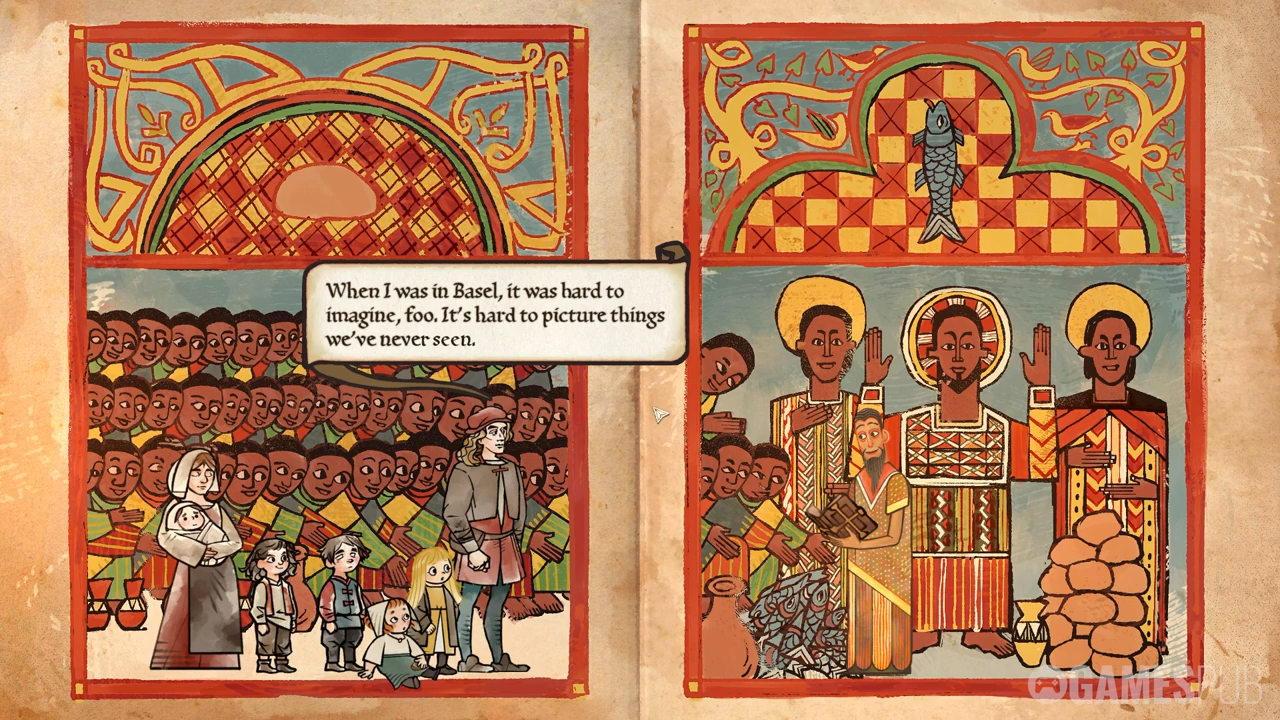 When I was in Basel, it was hard to
imagine, foo. It's hard to picture things
we've never seen.
GAMESPUB